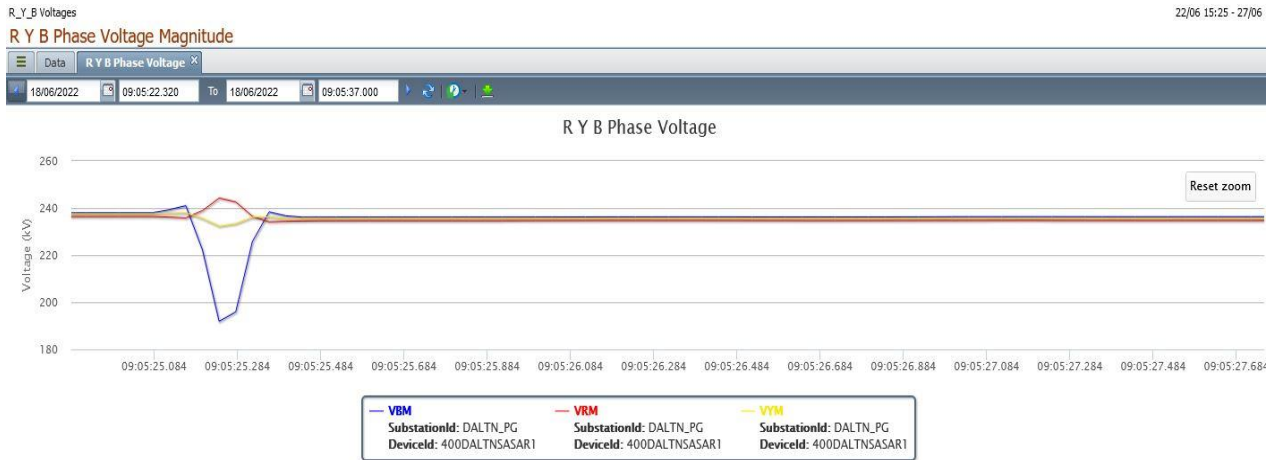 R_Y_B Voltages 22/06 15:25 - 27/06
R Y B Phase Voltage Magnitude
Data R Y B Phase Voltage ×
18/06/2022 09:05:22.320 To 18/06/2022 09:05:37.000
R Y B Phase Voltage
Reset zoom
Voltage (kV)
260
240
220
200
180
09:05:25.084 09:05:25.284 09:05:25.484 09:05:25.684 09:05:25.884 09:05:26.084 09:05:26.284 09:05:26.484 09:05:26.684 09:05:26.884 09:05:27.084 09:05:27.284 09:05:27.484 09:05:27.684
VBM VRM VYM
SubstationId: DALTN_PG SubstationId: DALTN_PG SubstationId: DALTN_PG
DeviceId: 400DALTNSASAR1 DeviceId: 400DALTNSASAR1 DeviceId: 400DALTNSASAR1